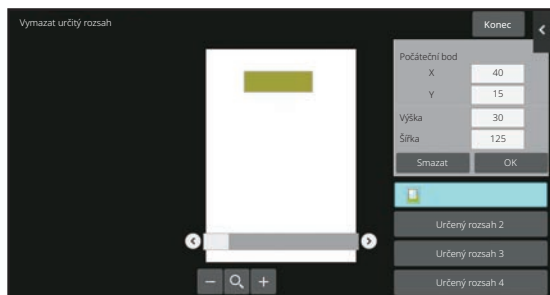 Vymazat určitý rozsah
Konec
Počáteční bod
X 40
Y 15
Výška 30
Šířka 125
Smazat OK
Určený rozsah 2
Určený rozsah 3
Určený rozsah 4